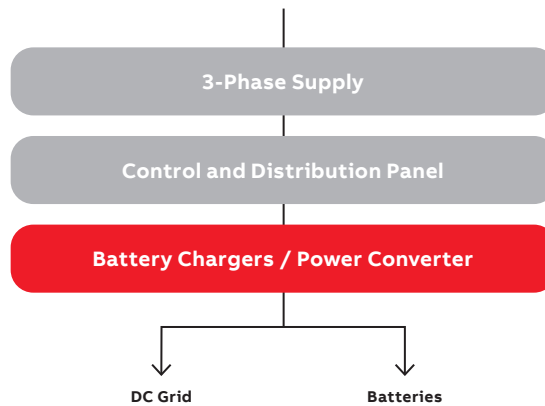 3-Phase Supply
Control and Distribution Panel
Battery Chargers / Power Converter
DC Grid Batteries